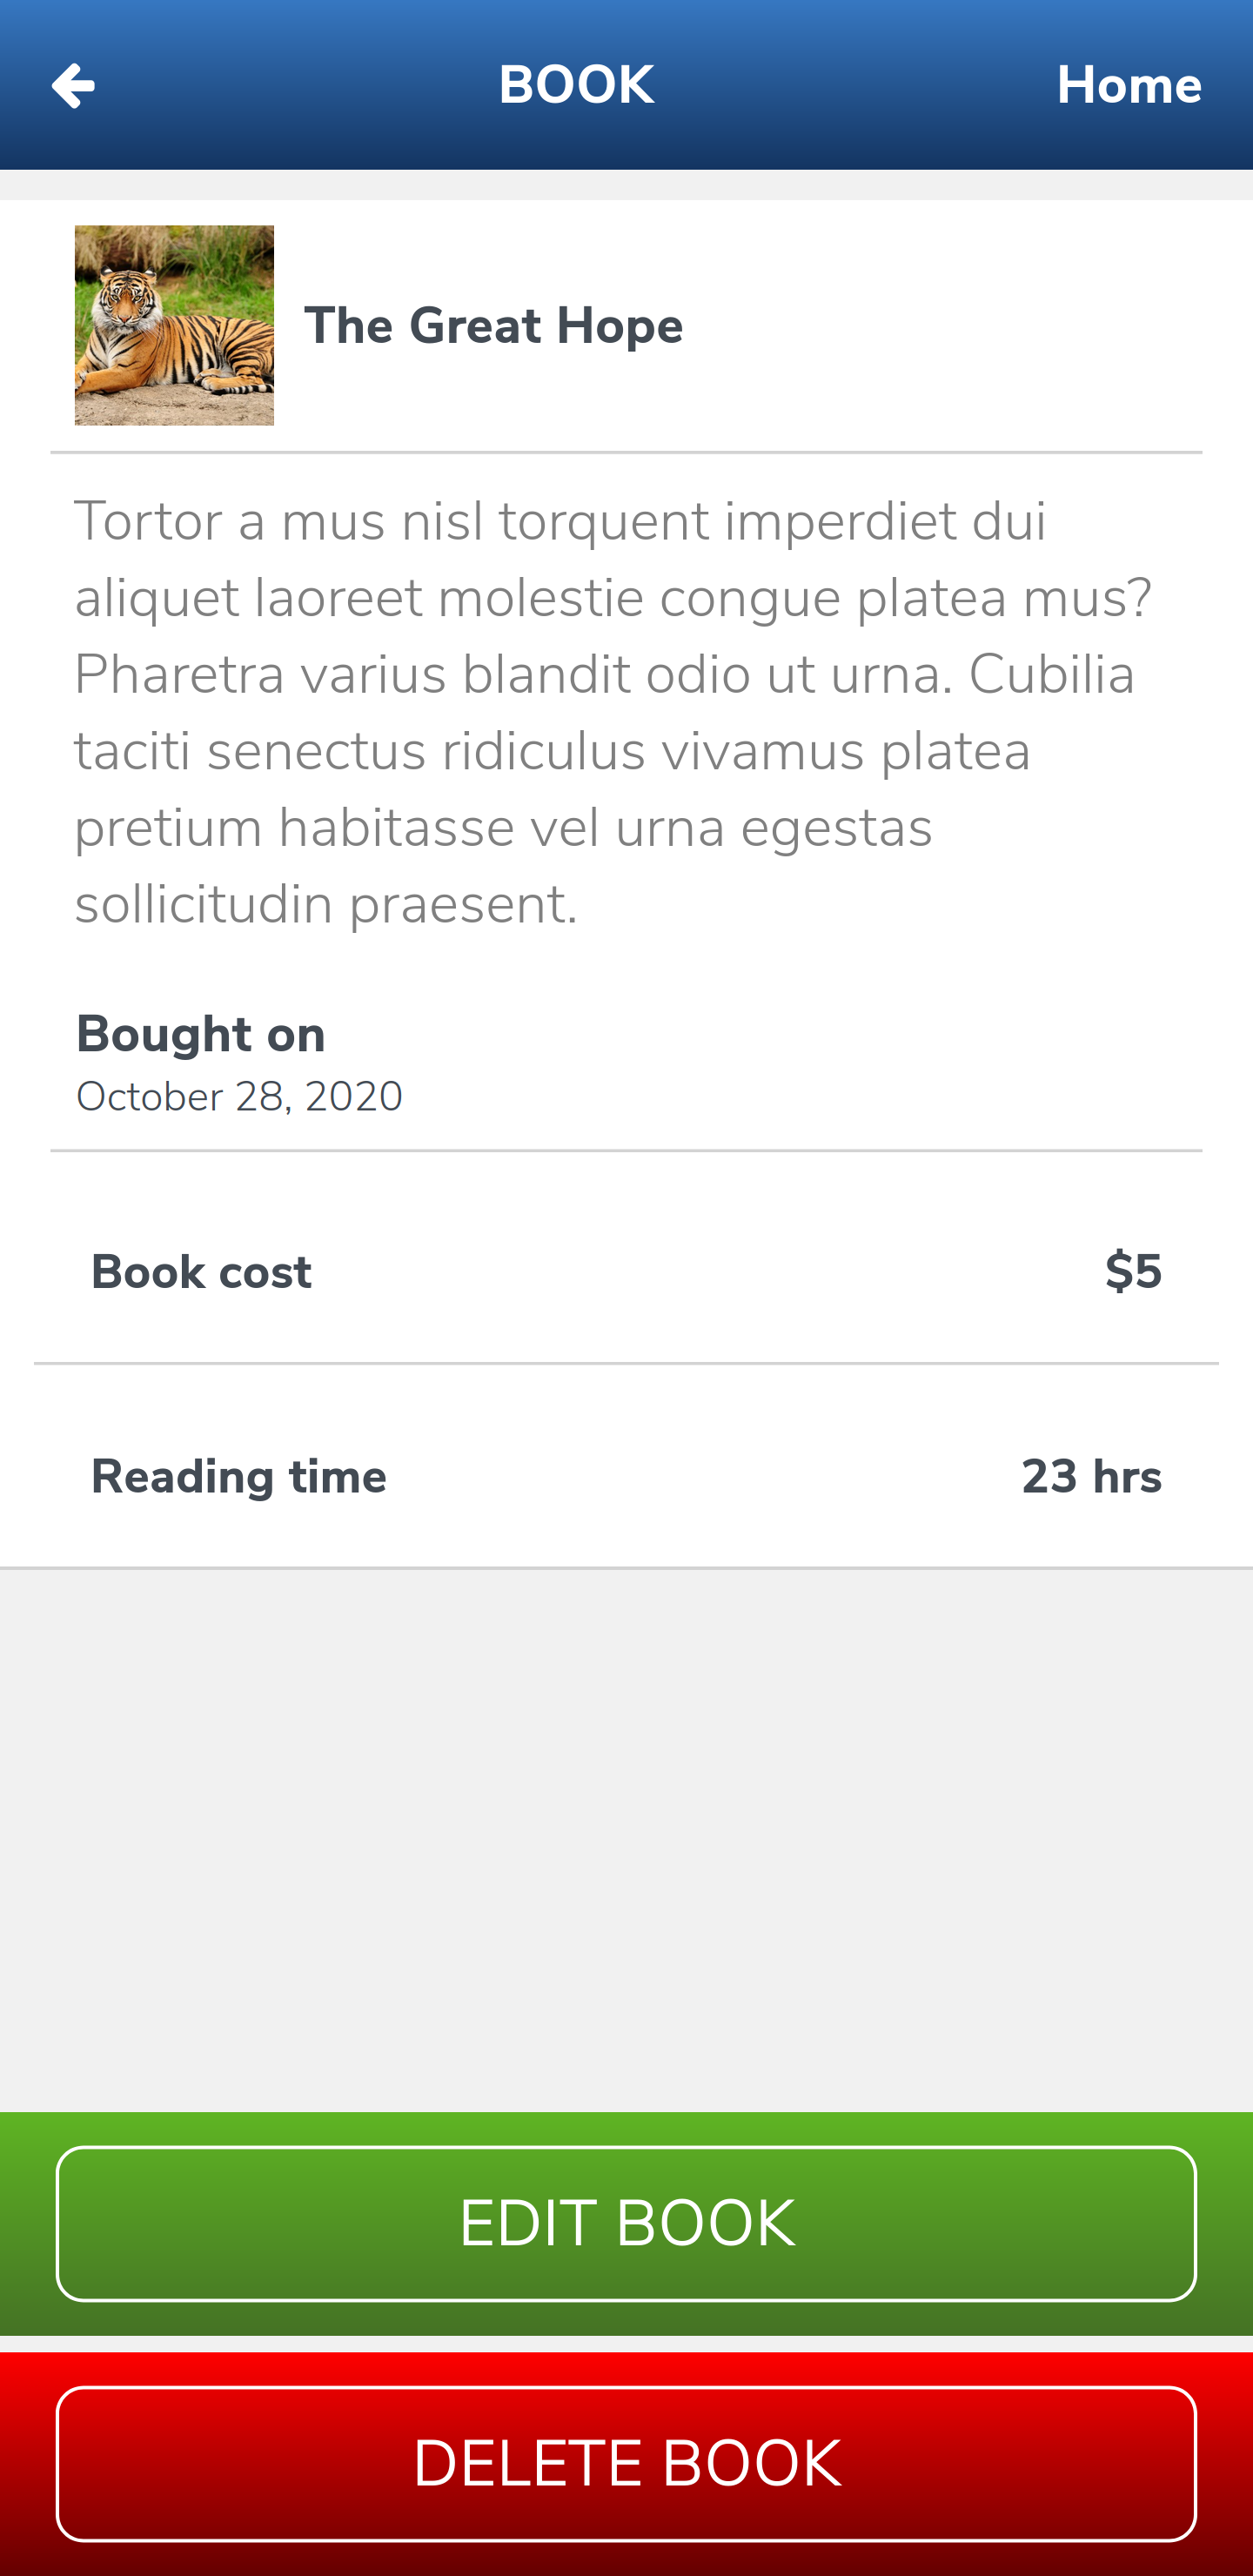 BOOK
Home
The Great Hope
Tortor a mus nisl torquent imperdiet dui
aliquet laoreet molestie congue platea mus?
Pharetra varius blandit odio ut urna. Cubilia
taciti senectus ridiculus vivamus platea
pretium habitasse vel urna egestas
sollicitudin praesent.
Bought on
October 28, 2020
Book cost
$5
Reading time
23 hrs
EDIT BOOK
DELETE BOOK